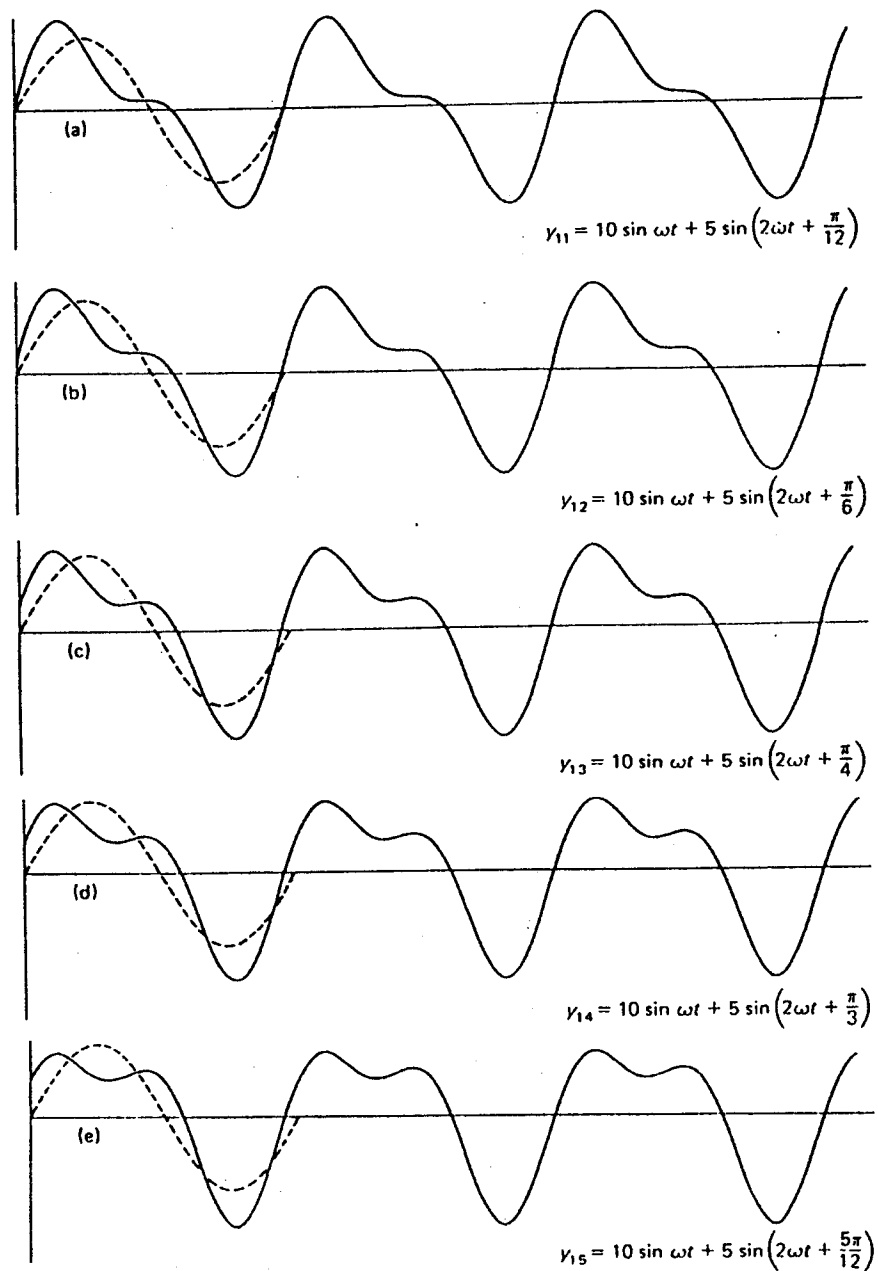 (a)
y₁₁ = 10 sin ωt + 5 sin(2ωt + π/12)
(b)
y₁₂ = 10 sin ωt + 5 sin(2ωt + π/6)
(c)
y₁₃ = 10 sin ωt + 5 sin(2ωt + π/4)
(d)
y₁₄ = 10 sin ωt + 5 sin(2ωt + π/3)
(e)
y₁₅ = 10 sin ωt + 5 sin(2ωt + 5π/12)